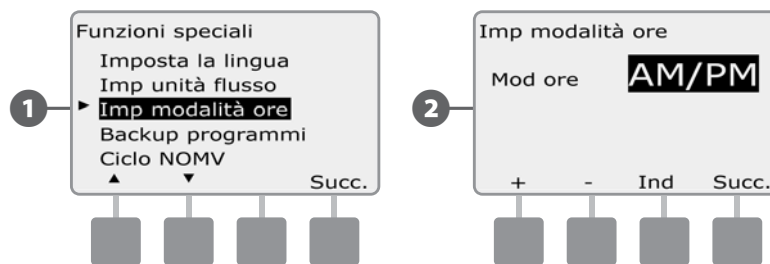 Funzioni speciali
Imposta la lingua
Imp unità flusso
1
► Imp modalità ore
Backup programmi
Ciclo NOMV
▲ ▼ Succ.
Imp modalità ore
Mod ore AM/PM
2
+ - Ind Succ.